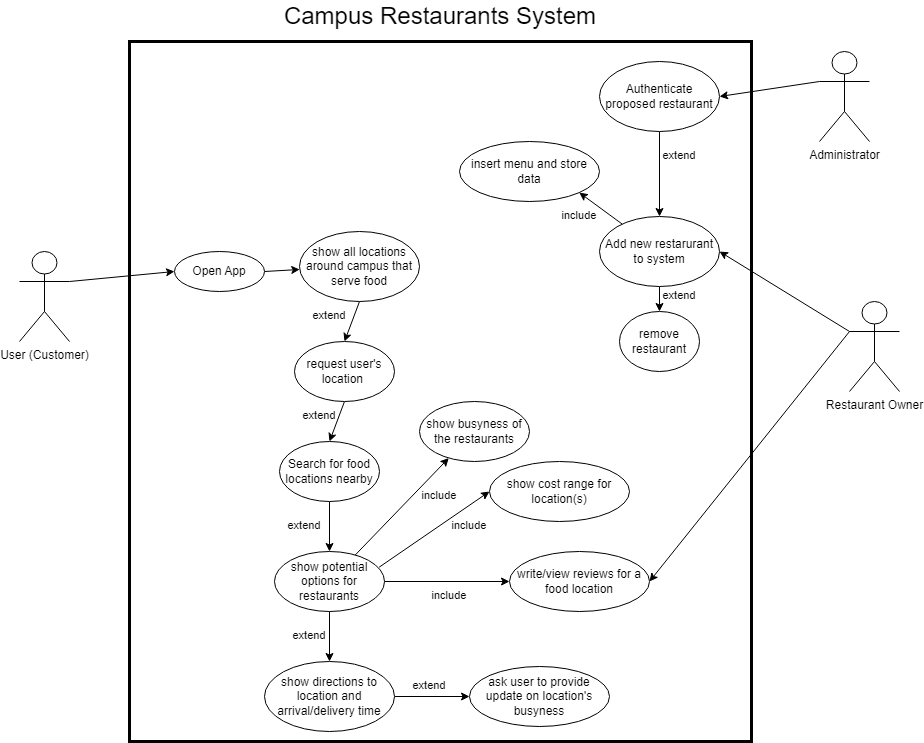 Campus Restaurants System
Authenticate
proposed restaurant
Administrator
extend
insert menu and store
data
include
Add new restarurant
to system
extend
remove
restaurant
Restaurant Owner
User (Customer)
Open App
show all locations
around campus that
serve food
extend
request user's
location
extend
Search for food
locations nearby
extend
show busyness of
the restaurants
include
show cost range for
location(s)
include
show potential
options for
restaurants
include
write/view reviews for a
food location
extend
show directions to
location and
arrival/delivery time
extend
ask user to provide
update on location's
busyness